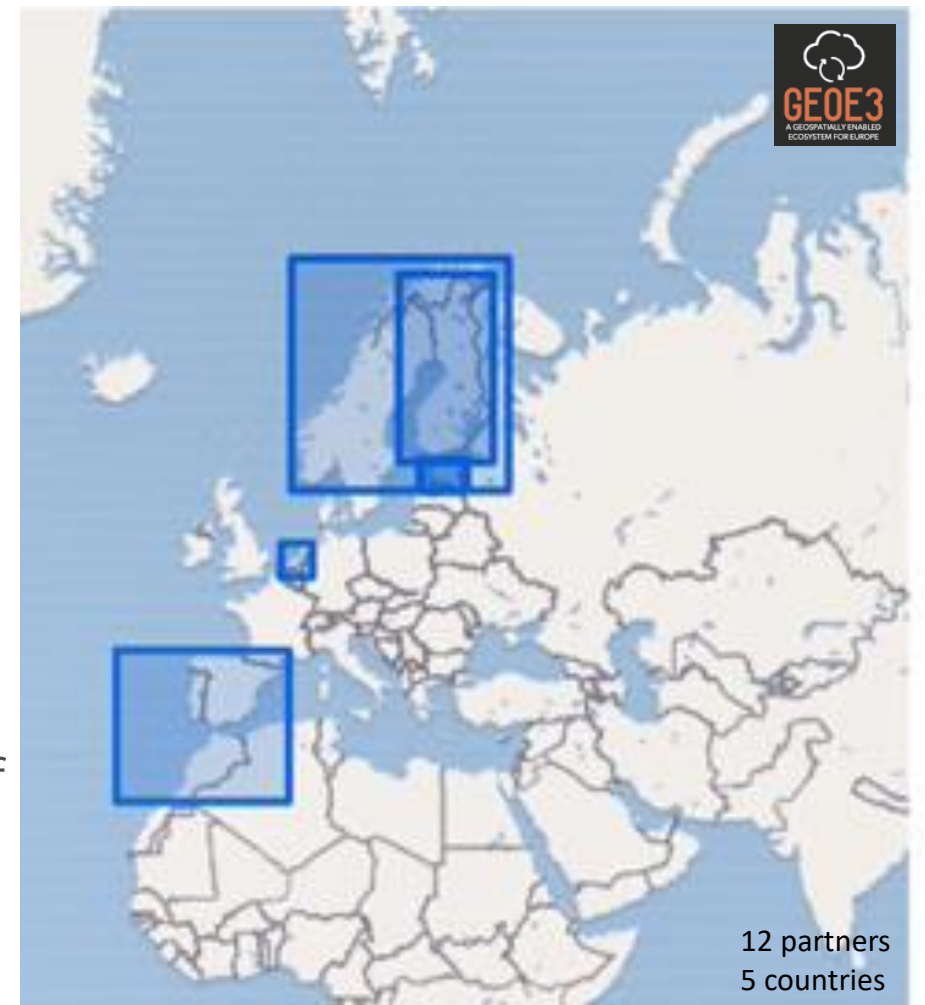 GEOE3
A GEOSPATIALLY ENABLED
ECOSYSTEM FOR EUROPE
12 partners
5 countries